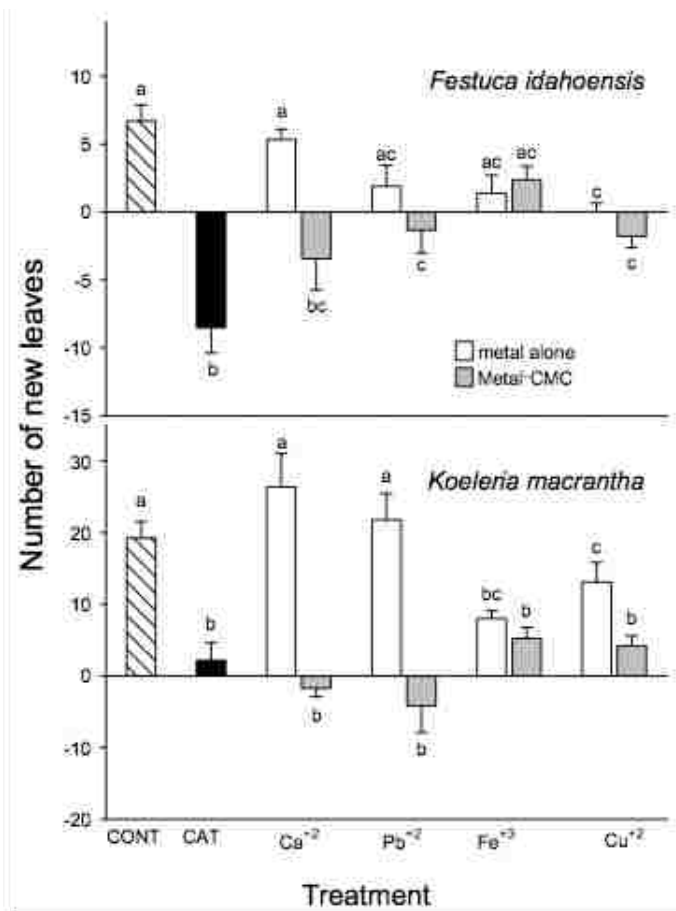 Number of new leaves
Festuca idahoensis
10
5
0
-5
-10
-15
a
b
a
bc
ac
c
ac
ac
c
c
metal alone
Metal-CMC
Koeleria macrantha
30
20
10
0
-10
-20
a
b
a
b
a
b
bc
b
c
b
CONT
CAT
Ca+2
Pb+2
Fe+3
Cu+2
Treatment